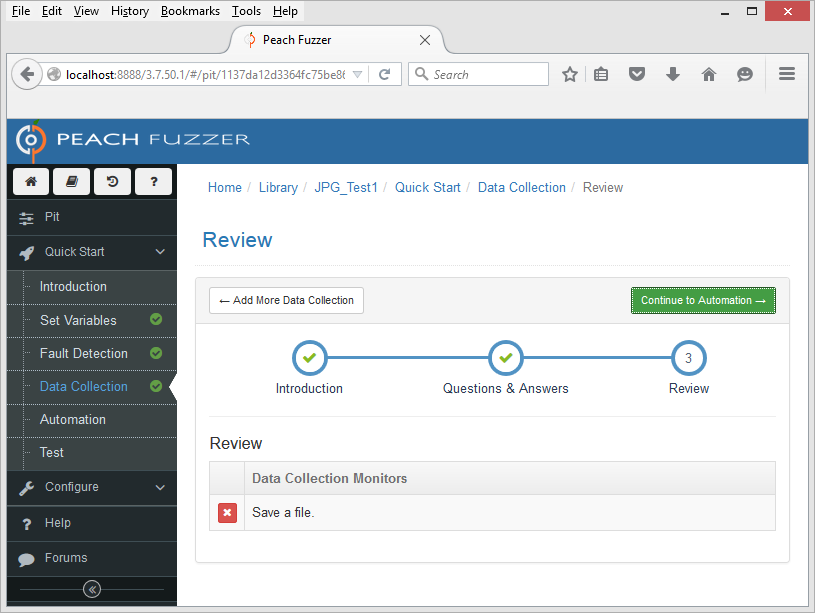 File Edit View History Bookmarks Tools Help
Peach Fuzzer
localhost:8888/3.7.50.1/#/pit/1137da12d3364fc75be86
Search
PEACH FUZZER
?
Home / Library / JPG_Test1 / Quick Start / Data Collection / Review
Pit
Quick Start
Introduction
Set Variables
Fault Detection
Data Collection
Automation
Test
Configure
? Help
Forums
Review
← Add More Data Collection
Continue to Automation →
3
Introduction
Questions & Answers
Review
Review
Data Collection Monitors
Save a file.